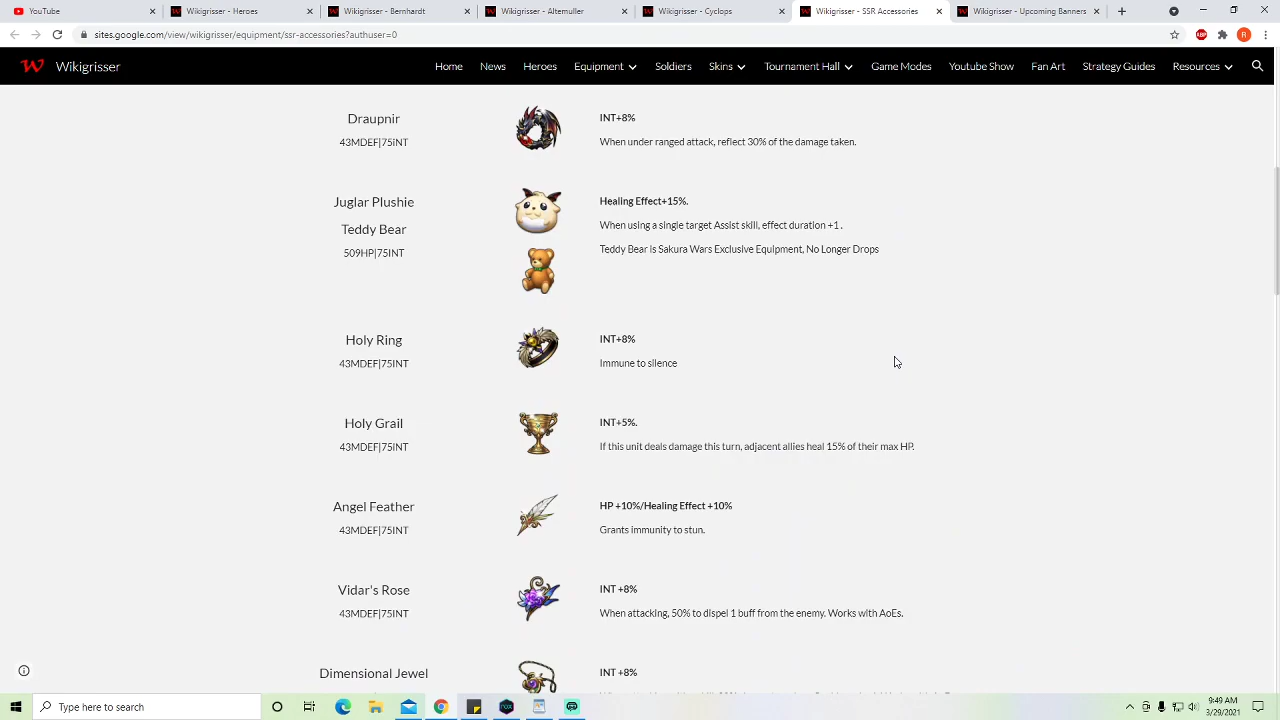 YouTube
Wikigrisser - Heroes
Wikigrisser - Bernhardt
Wikigrisser - Altemuller
Wikigrisser - Cyclops
Wikigrisser - SSR Accessories
Wikigrisser - Upcoming Banners
sites.google.com/view/wikigrisser/equipment/ssr-accessories?authuser=0
ABP
R
W Wikigrisser
Home News Heroes Equipment Soldiers Skins Tournament Hall Game Modes Youtube Show Fan Art Strategy Guides Resources
Draupnir
43MDEF|75INT
INT+8%
When under ranged attack, reflect 30% of the damage taken.
Juglar Plushie
Teddy Bear
509HP|75INT
Healing Effect+15%.
When using a single target Assist skill, effect duration +1.
Teddy Bear is Sakura Wars Exclusive Equipment, No Longer Drops
Holy Ring
43MDEF|75INT
INT+8%
Immune to silence
Holy Grail
43MDEF|75INT
INT+5%.
If this unit deals damage this turn, adjacent allies heal 15% of their max HP.
Angel Feather
43MDEF|75INT
HP +10%/Healing Effect +10%
Grants immunity to stun.
Vidar's Rose
43MDEF|75INT
INT +8%
When attacking, 50% to dispel 1 buff from the enemy. Works with AoEs.
Dimensional Jewel
INT +8%
Type here to search
9:49 AM
3/29/2021